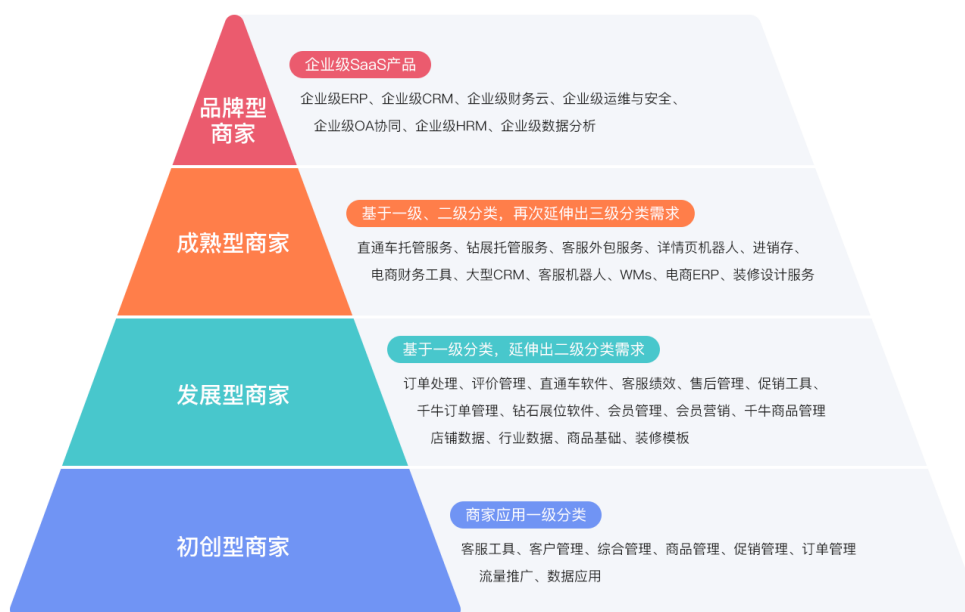 品牌型
商家
企业级SaaS产品
企业级ERP、企业级CRM、企业级财务云、企业级运维与安全、
企业级OA协同、企业级HRM、企业级数据分析
成熟型商家
基于一级、二级分类，再次延伸出三级分类需求
直通车托管服务、钻展托管服务、客服外包服务、详情页机器人、进销存、
电商财务工具、大型CRM、客服机器人、WMs、电商ERP、装修设计服务
发展型商家
基于一级分类，延伸出二级分类需求
订单处理、评价管理、直通车软件、客服绩效、售后管理、促销工具、
千牛订单管理、钻石展位软件、会员管理、会员营销、千牛商品管理
店铺数据、行业数据、商品基础、装修模板
初创型商家
商家应用一级分类
客服工具、客户管理、综合管理、商品管理、促销管理、订单管理
流量推广、数据应用